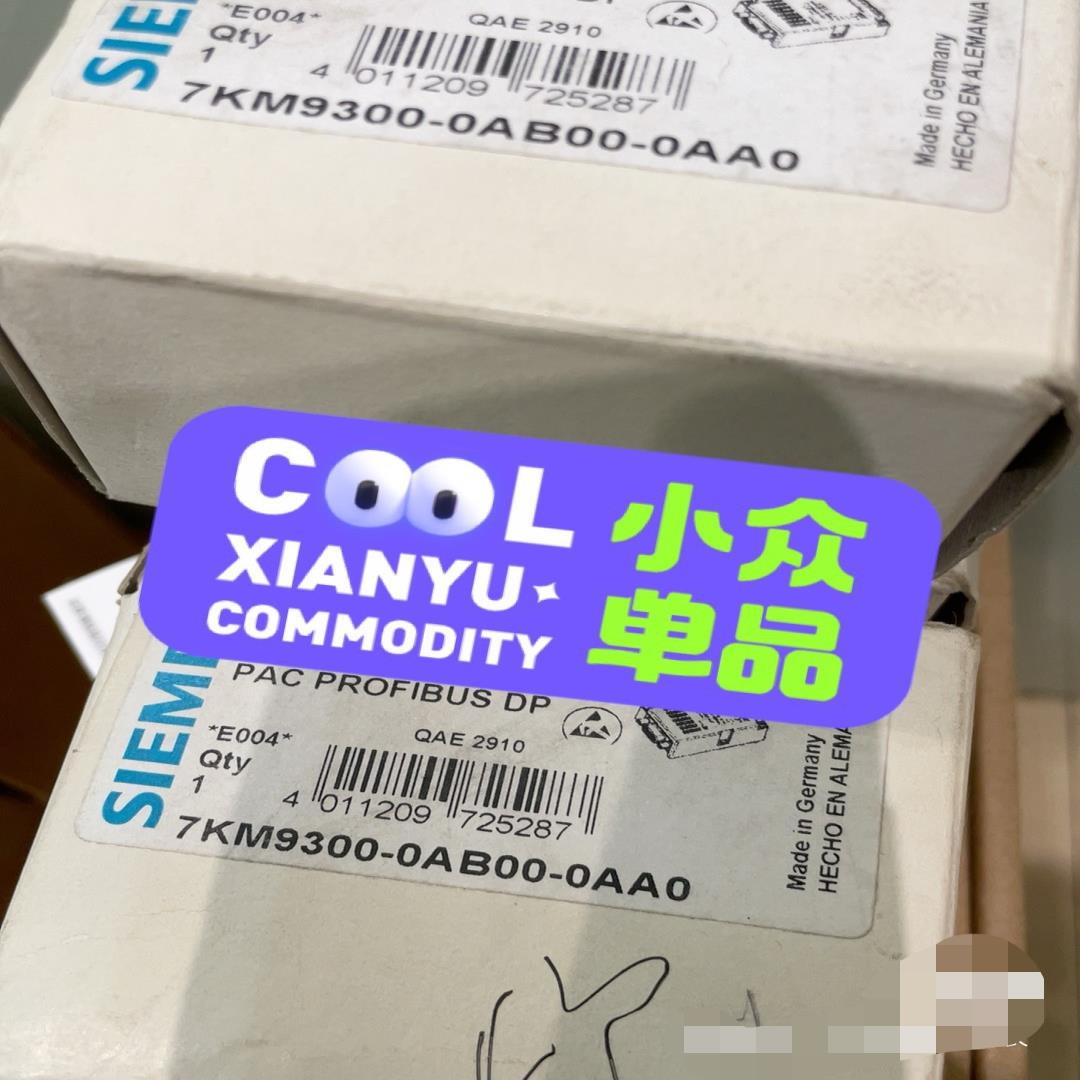 SIE
*E004*
QAE 2910
Qty
1
4 011209 725287
7KM9300-0AB00-0AA0
Made in Germany
HECHO EN ALEMANIA
COOL
XIANYU
COMMODITY
小众
单品
SIEM
PAC PROFIBUS DP
*E004*
QAE 2910
Qty
1
4 011209 725287
7KM9300-0AB00-0AA0
Made in Germany
HECHO EN ALEMA